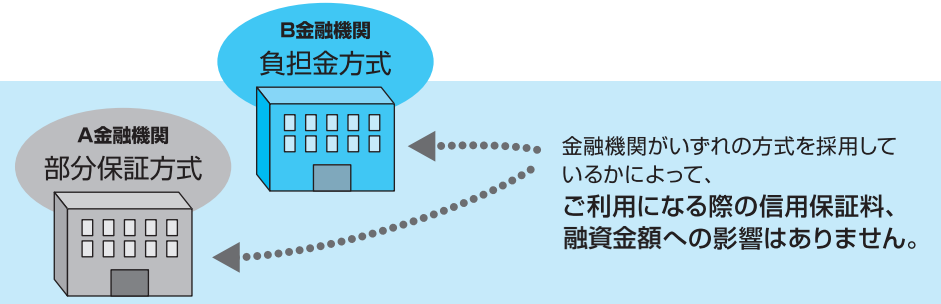 B金融機関
負担金方式
A金融機関
部分保証方式
金融機関がいずれの方式を採用して
いるかによって、
ご利用になる際の信用保証料、
融資金額への影響はありません。